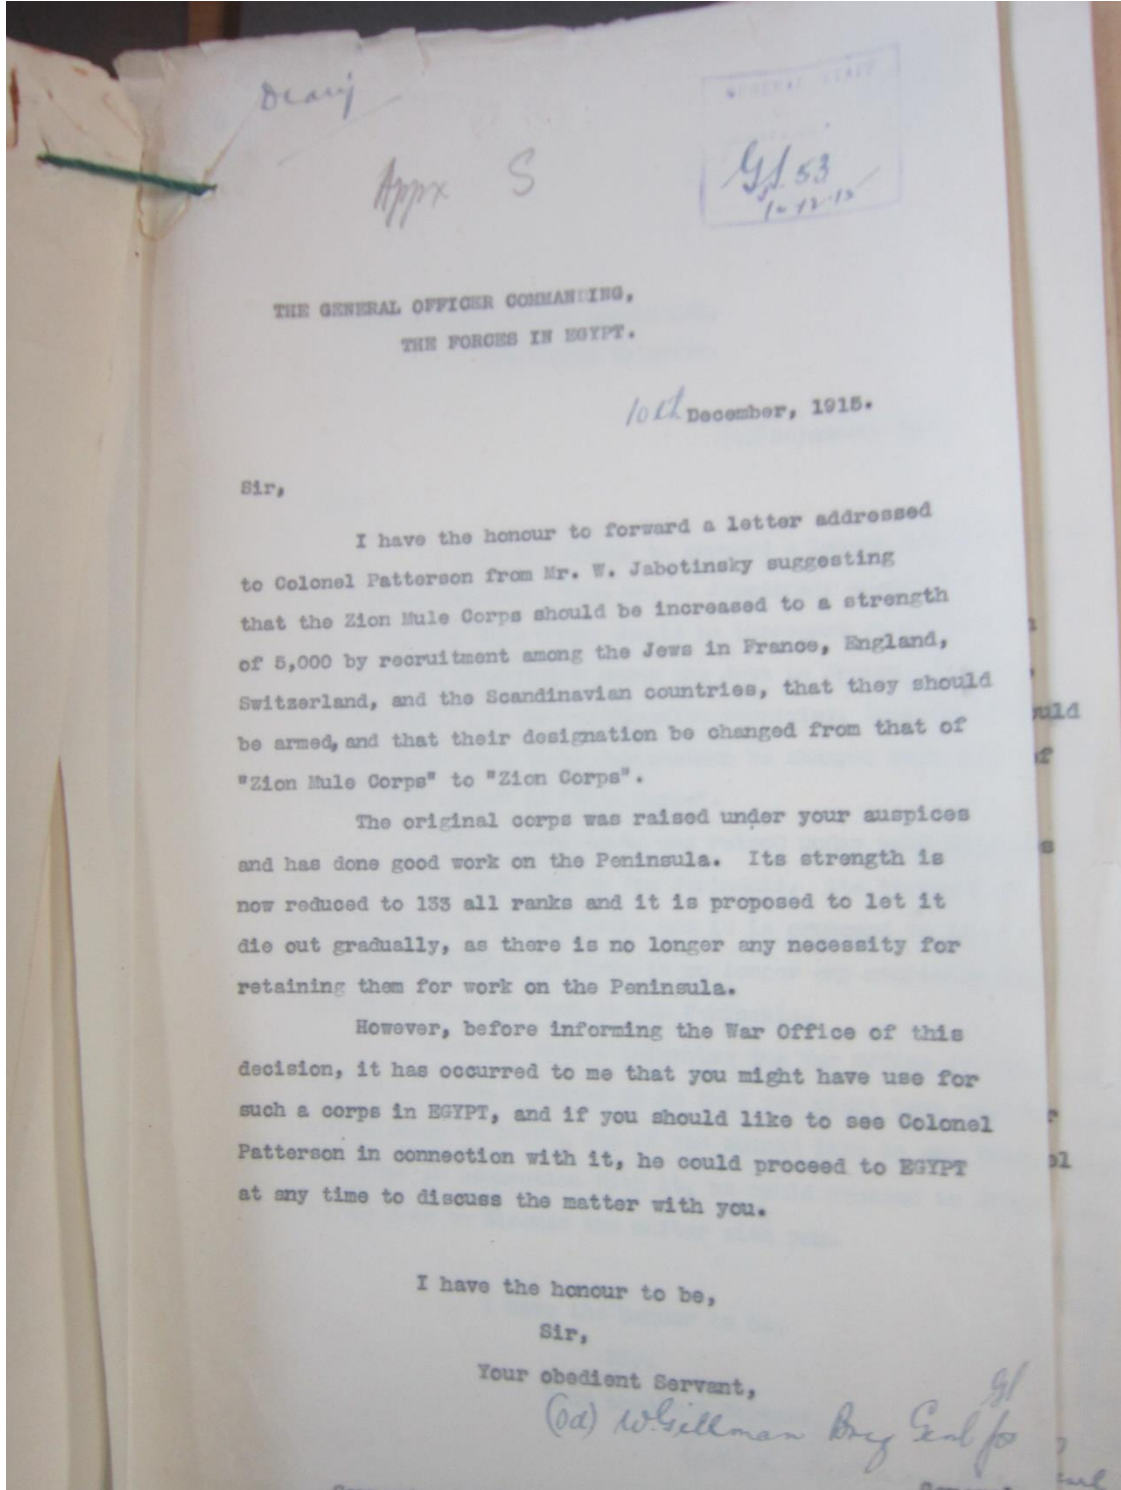 Diary
Appx S
GENERAL STAFF
GS 53
10-12-15
THE GENERAL OFFICER COMMANDING,
THE FORCES IN EGYPT.
10th December, 1915.
Sir,
I have the honour to forward a letter addressed
to Colonel Patterson from Mr. W. Jabotinsky suggesting
that the Zion Mule Corps should be increased to a strength
of 5,000 by recruitment among the Jews in France, England,
Switzerland, and the Scandinavian countries, that they should
be armed, and that their designation be changed from that of
"Zion Mule Corps" to "Zion Corps".
The original corps was raised under your auspices
and has done good work on the Peninsula. Its strength is
now reduced to 133 all ranks and it is proposed to let it
die out gradually, as there is no longer any necessity for
retaining them for work on the Peninsula.
However, before informing the War Office of this
decision, it has occurred to me that you might have use for
such a corps in EGYPT, and if you should like to see Colonel
Patterson in connection with it, he could proceed to EGYPT
at any time to discuss the matter with you.
I have the honour to be,
Sir,
Your obedient Servant,
W. Gillman Brig Genl GS
for